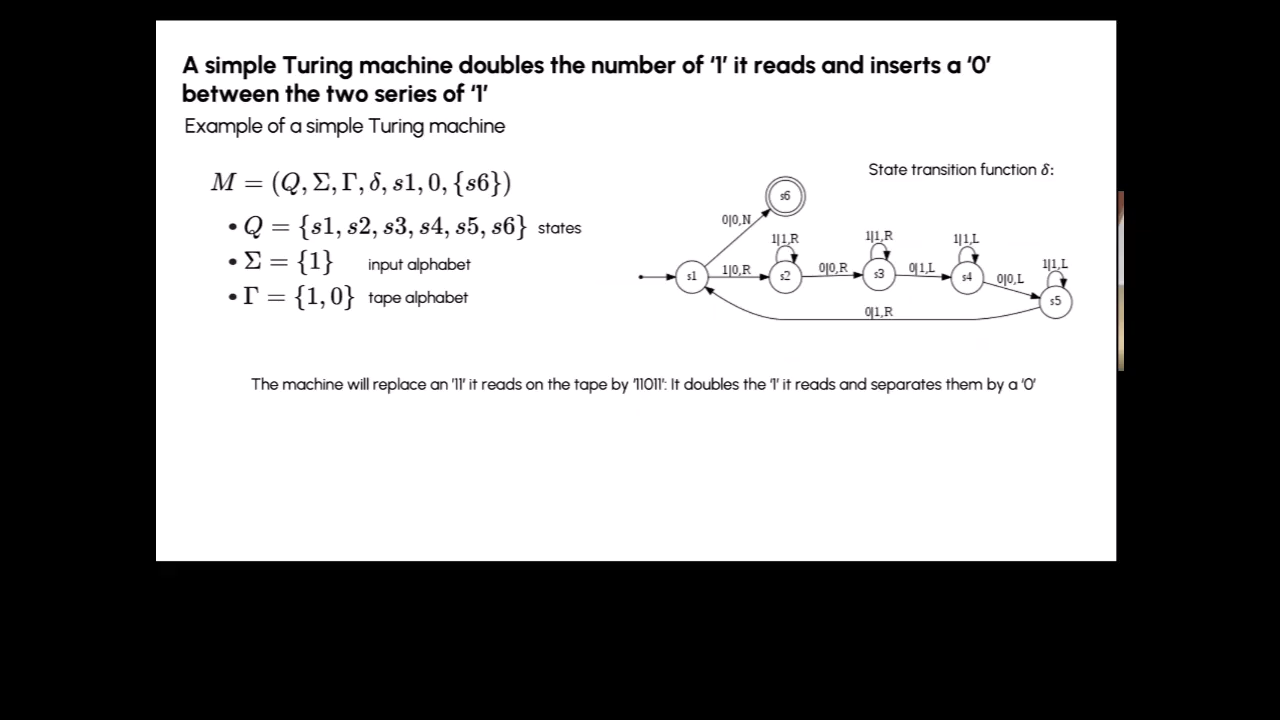 A simple Turing machine doubles the number of ‘1’ it reads and inserts a ‘0’
between the two series of ‘1’
Example of a simple Turing machine
M = (Q, Σ, Γ, δ, s1, 0, {s6})
• Q = {s1, s2, s3, s4, s5, s6} states
• Σ = {1} input alphabet
• Γ = {1, 0} tape alphabet
State transition function δ:
s6
0|0,N
1|1,R
1|1,R
1|1,L
1|1,L
s1
1|0,R
s2
0|0,R
s3
0|1,L
s4
0|0,L
s5
0|1,R
The machine will replace an ‘11’ it reads on the tape by ‘11011’: It doubles the ‘1’ it reads and separates them by a ‘0’